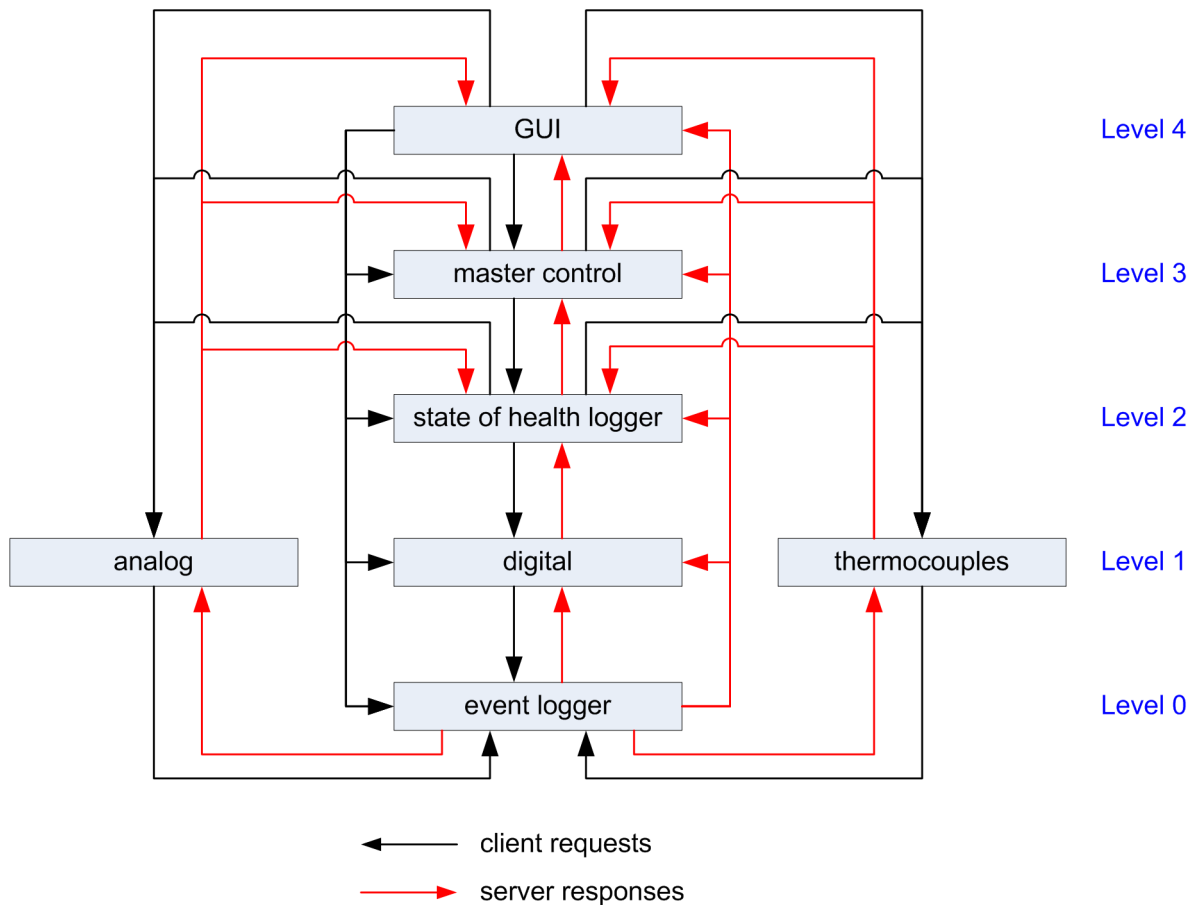 GUI
Level 4
master control
Level 3
state of health logger
Level 2
analog
digital
thermocouples
Level 1
event logger
Level 0
client requests
server responses